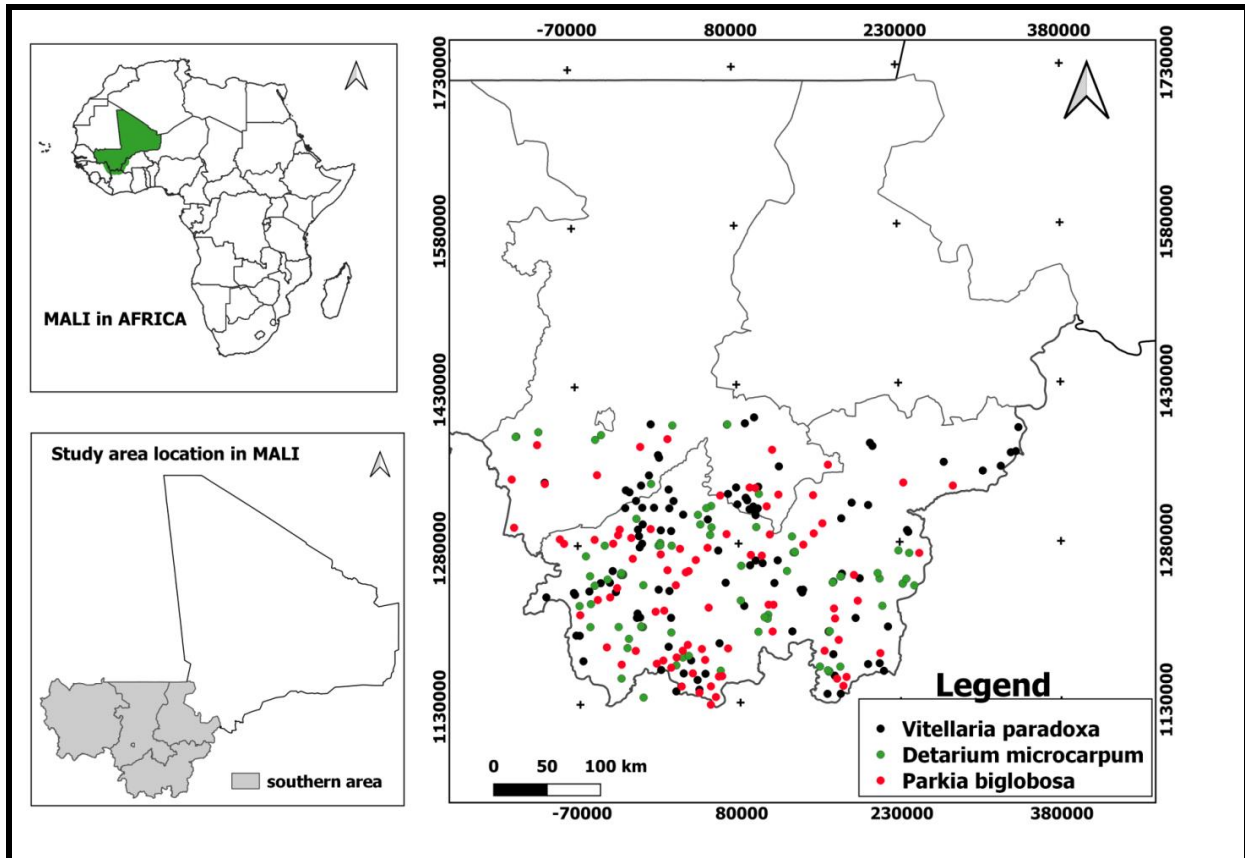 MALI in AFRICA
Study area location in MALI
southern area
-70000 80000 230000 380000
1730000
1580000
1430000
1280000
1130000
1730000
1580000
1430000
1280000
1130000
Legend
Vitellaria paradoxa
Detarium microcarpum
Parkia biglobosa
0 50 100 km
-70000 80000 230000 380000